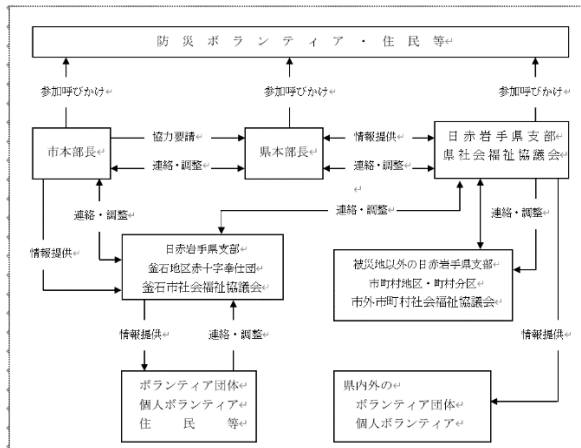 防災ボランティア・住民等
参加呼びかけ
参加呼びかけ
参加呼びかけ
市本部長
協力要請
連絡・調整
県本部長
情報提供
連絡・調整
日赤岩手県支部
県社会福祉協議会
連絡・調整
連絡・調整
連絡・調整
情報提供
日赤岩手県支部
釜石地区赤十字奉仕団
釜石市社会福祉協議会
被災地以外の日赤岩手県支部
市町村地区・町村分区
市外市町村社会福祉協議会
情報提供
連絡・調整
情報提供
ボランティア団体
個人ボランティア
住民等
県内外の
ボランティア団体
個人ボランティア